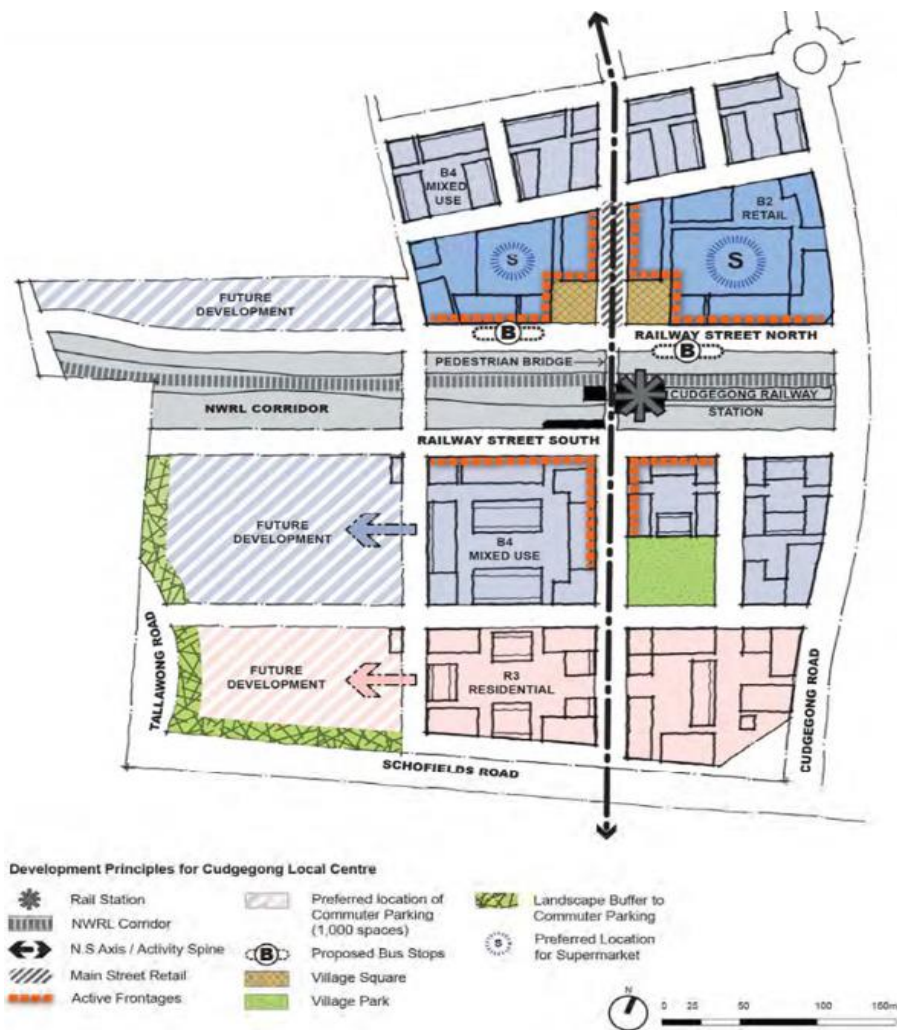 B4
MIXED
USE
B2
RETAIL
S
S
FUTURE
DEVELOPMENT
B
RAILWAY STREET NORTH
B
PEDESTRIAN BRIDGE
CUDGEGONG RAILWAY
STATION
NWRL CORRIDOR
RAILWAY STREET SOUTH
FUTURE
DEVELOPMENT
B4
MIXED USE
TALLAWONG ROAD
FUTURE
DEVELOPMENT
R3
RESIDENTIAL
CUDGEGONG ROAD
SCHOFIELDS ROAD
Development Principles for Cudgegong Local Centre
Rail Station
NWRL Corridor
N.S Axis / Activity Spine
Main Street Retail
Active Frontages
Preferred location of
Commuter Parking
(1,000 spaces)
B
Proposed Bus Stops
Village Square
Village Park
Landscape Buffer to
Commuter Parking
S
Preferred Location
for Supermarket
N
0 25 50 100 160m